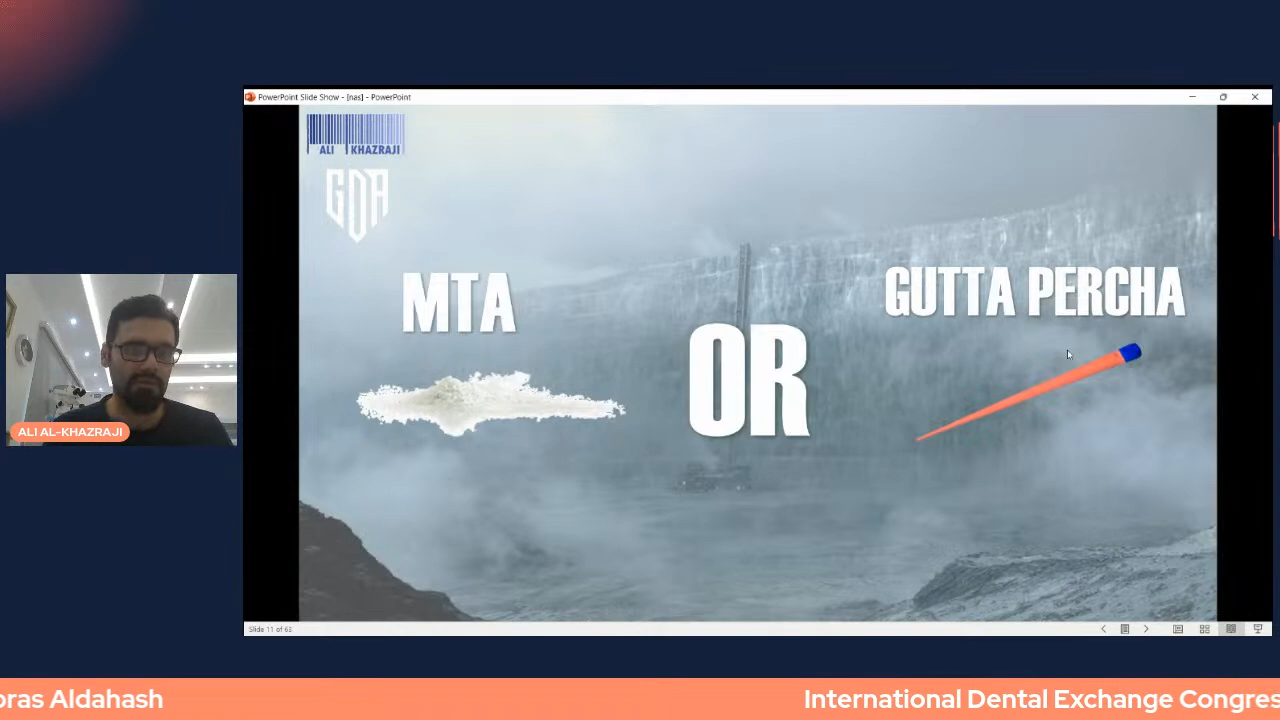 PowerPoint Slide Show - [nas] - PowerPoint
ALI KHAZRAJI
GDA
MTA
OR
GUTTA PERCHA
ALI AL-KHAZRAJI
Slide 11 of 63
oras Aldahash
International Dental Exchange Congres